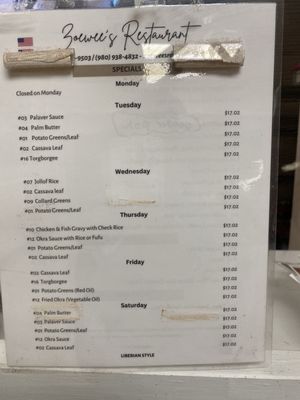 Zoewee's Restaurant
-9503 / (980) 938-4832 -
SPECIALS
Monday
Closed on Monday
Tuesday
#03 Palaver Sauce $17.02
#04 Palm Butter $17.02
#01 Potato Greens/Leaf $17.02
#02 Cassava Leaf $17.02
#16 Torgborgee $17.02
Wednesday
#07 Jollof Rice $17.02
#02 Cassava leaf $17.02
#09 Collard Greens $17.02
#01 Potato Greens/Leaf $17.02
Thursday
#10 Chicken & Fish Gravy with Check Rice $17.02
#12 Okra Sauce with Rice or Fufu $17.02
#01 Potato Greens/Leaf $17.02
#02 Cassava Leaf $17.02
Friday
#02 Cassava Leaf $17.02
#16 Torbogee $17.02
#01 Potato Greens (Red Oil) $17.02
#12 Fried Okra (Vegetable Oil) $17.02
Saturday
#04 Palm Butter $17.02
#03 Palaver Sauce $17.02
#01 Potato Greens/Leaf $17.02
#12 Okra Sauce $17.02
#02 Cassava Leaf $17.02
LIBERIAN STYLE